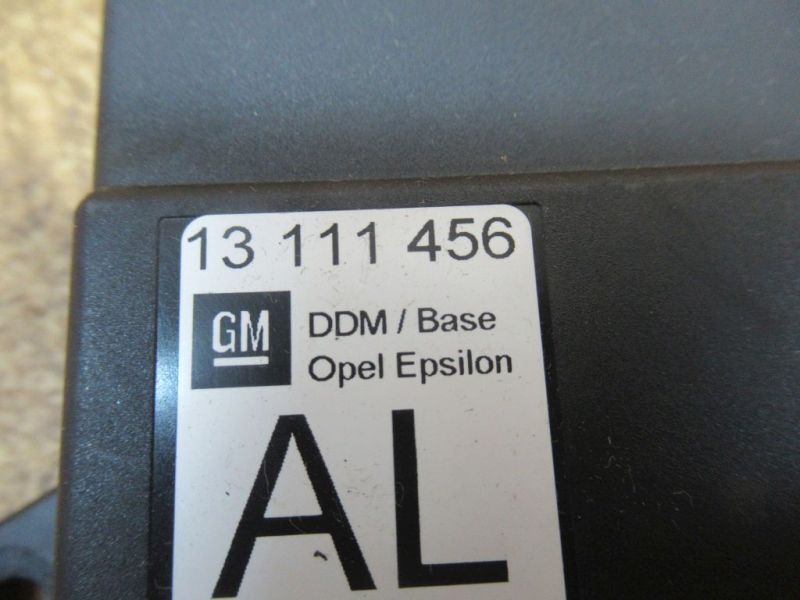 13 111 456
GM
DDM / Base
Opel Epsilon
AL